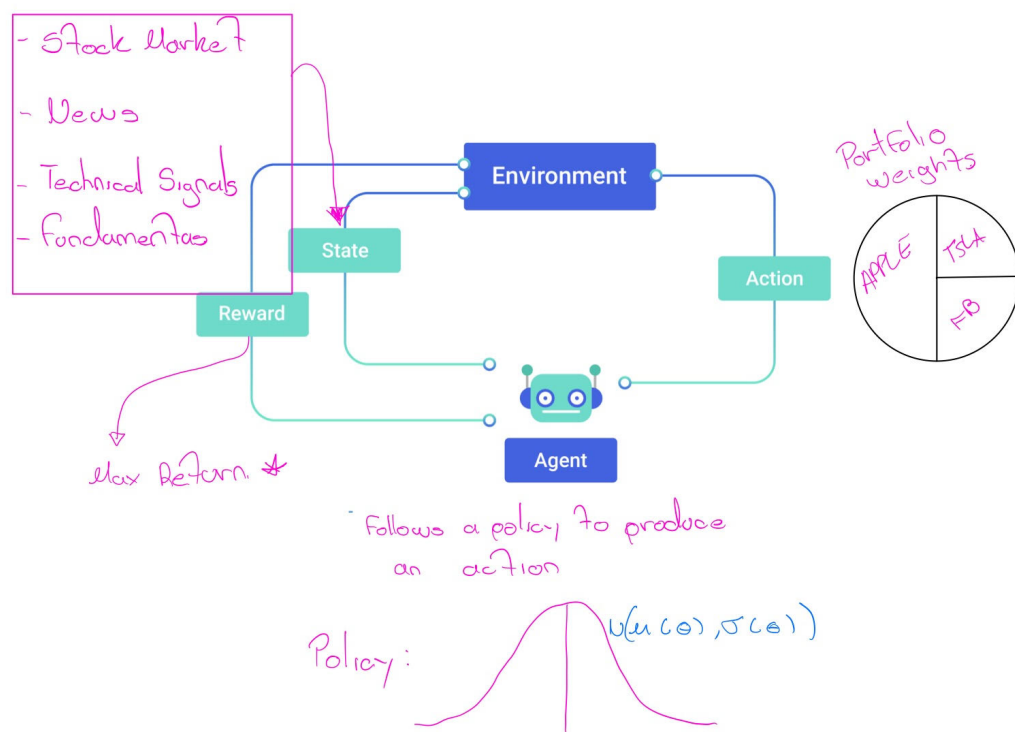 - Stock Market
- News
- Technical Signals
- Fundamentas
Environment
State
Reward
Action
Portfolio
weights
APPLE
TSLA
FB
Agent
Max Return.
Follows a policy to produce
an action
Policy:
N(μ(θ), σ(θ))